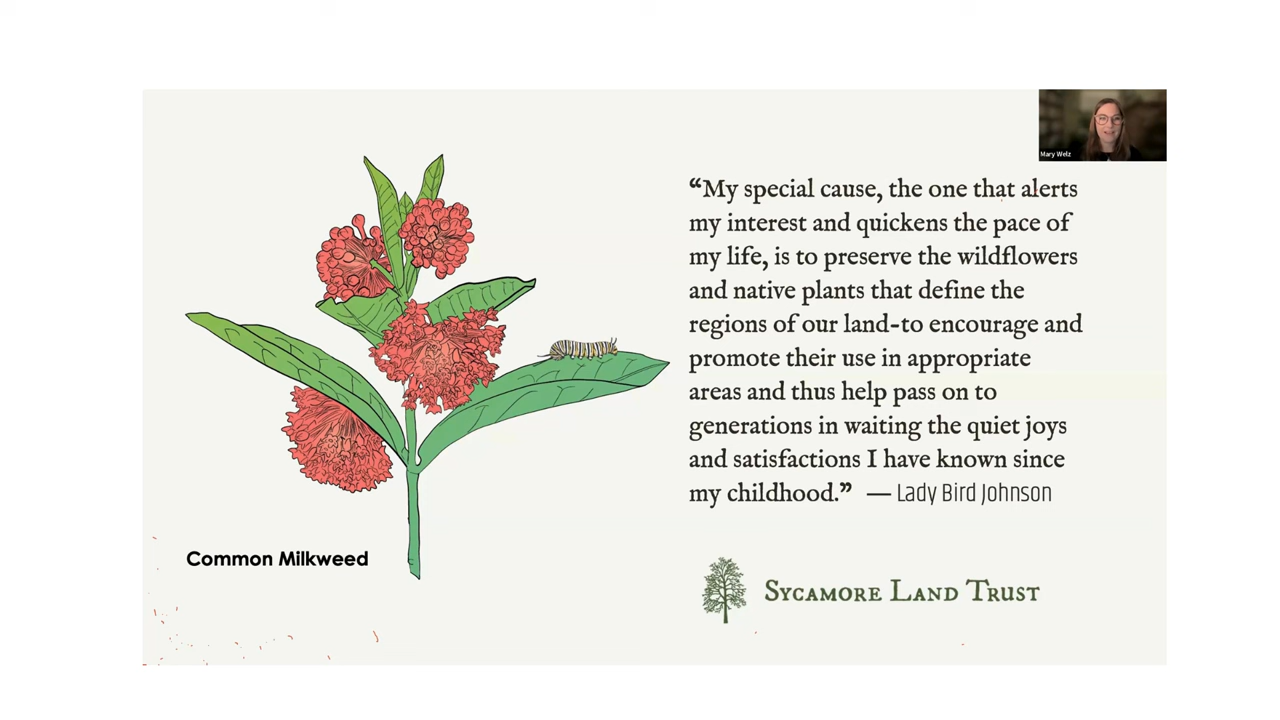 Mary Welz
“My special cause, the one that alerts
my interest and quickens the pace of
my life, is to preserve the wildflowers
and native plants that define the
regions of our land-to encourage and
promote their use in appropriate
areas and thus help pass on to
generations in waiting the quiet joys
and satisfactions I have known since
my childhood.” — Lady Bird Johnson
Common Milkweed
Sycamore Land Trust